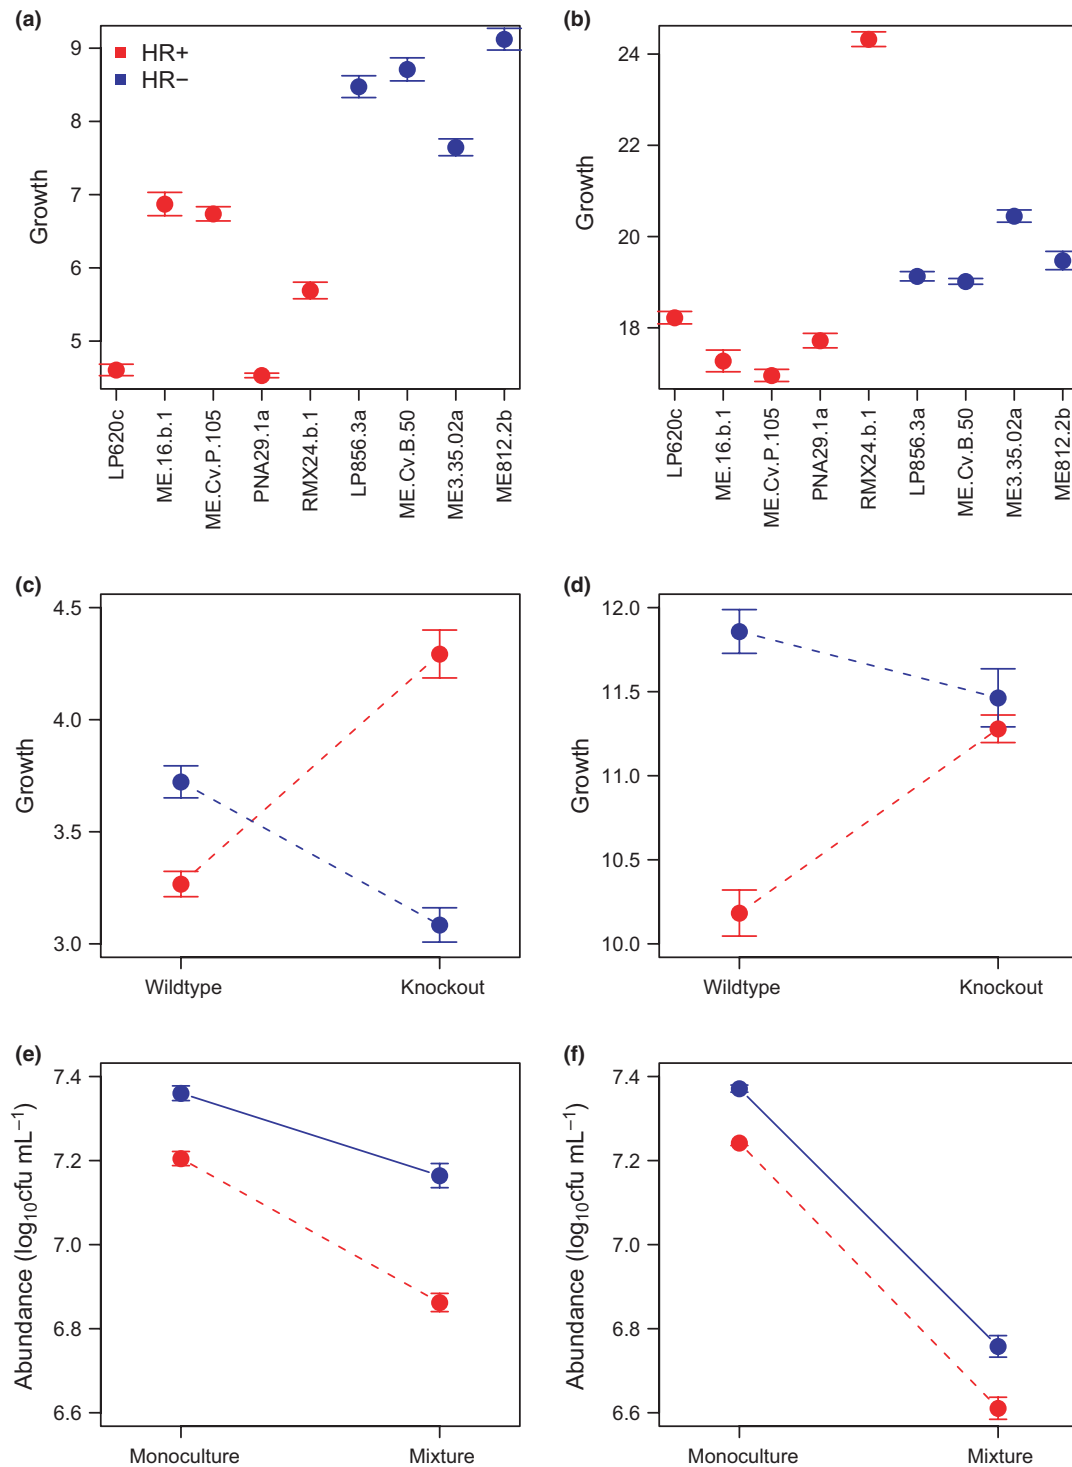 (a)
HR+
HR−
Growth
9
8
7
6
5
LP620c
ME.16.b.1
ME.Cv.P.105
PNA29.1a
RMX24.b.1
LP856.3a
ME.Cv.B.50
ME3.35.02a
ME812.2b
(b)
Growth
24
22
20
18
LP620c
ME.16.b.1
ME.Cv.P.105
PNA29.1a
RMX24.b.1
LP856.3a
ME.Cv.B.50
ME3.35.02a
ME812.2b
(c)
Growth
4.5
4.0
3.5
3.0
Wildtype
Knockout
(d)
Growth
12.0
11.5
11.0
10.5
10.0
Wildtype
Knockout
(e)
Abundance (log₁₀cfu mL⁻¹)
7.4
7.2
7.0
6.8
6.6
Monoculture
Mixture
(f)
Abundance (log₁₀cfu mL⁻¹)
7.4
7.2
7.0
6.8
6.6
Monoculture
Mixture